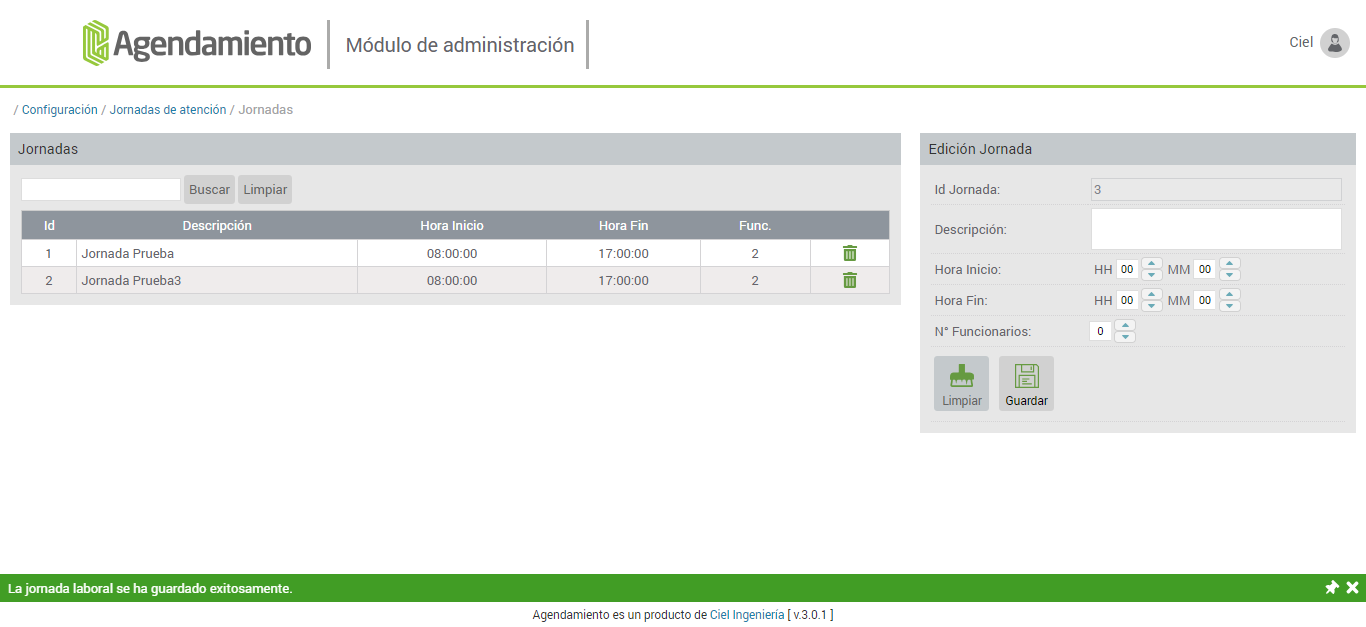 Agendamiento Módulo de administración
Ciel
/ Configuración / Jornadas de atención / Jornadas
Jornadas
Buscar Limpiar
Id Descripción Hora Inicio Hora Fin Func.
1 Jornada Prueba 08:00:00 17:00:00 2
2 Jornada Prueba3 08:00:00 17:00:00 2
Edición Jornada
Id Jornada: 3
Descripción:
Hora Inicio: HH 00 MM 00
Hora Fin: HH 00 MM 00
N° Funcionarios: 0
Limpiar Guardar
La jornada laboral se ha guardado exitosamente.
Agendamiento es un producto de Ciel Ingeniería [ v.3.0.1 ]